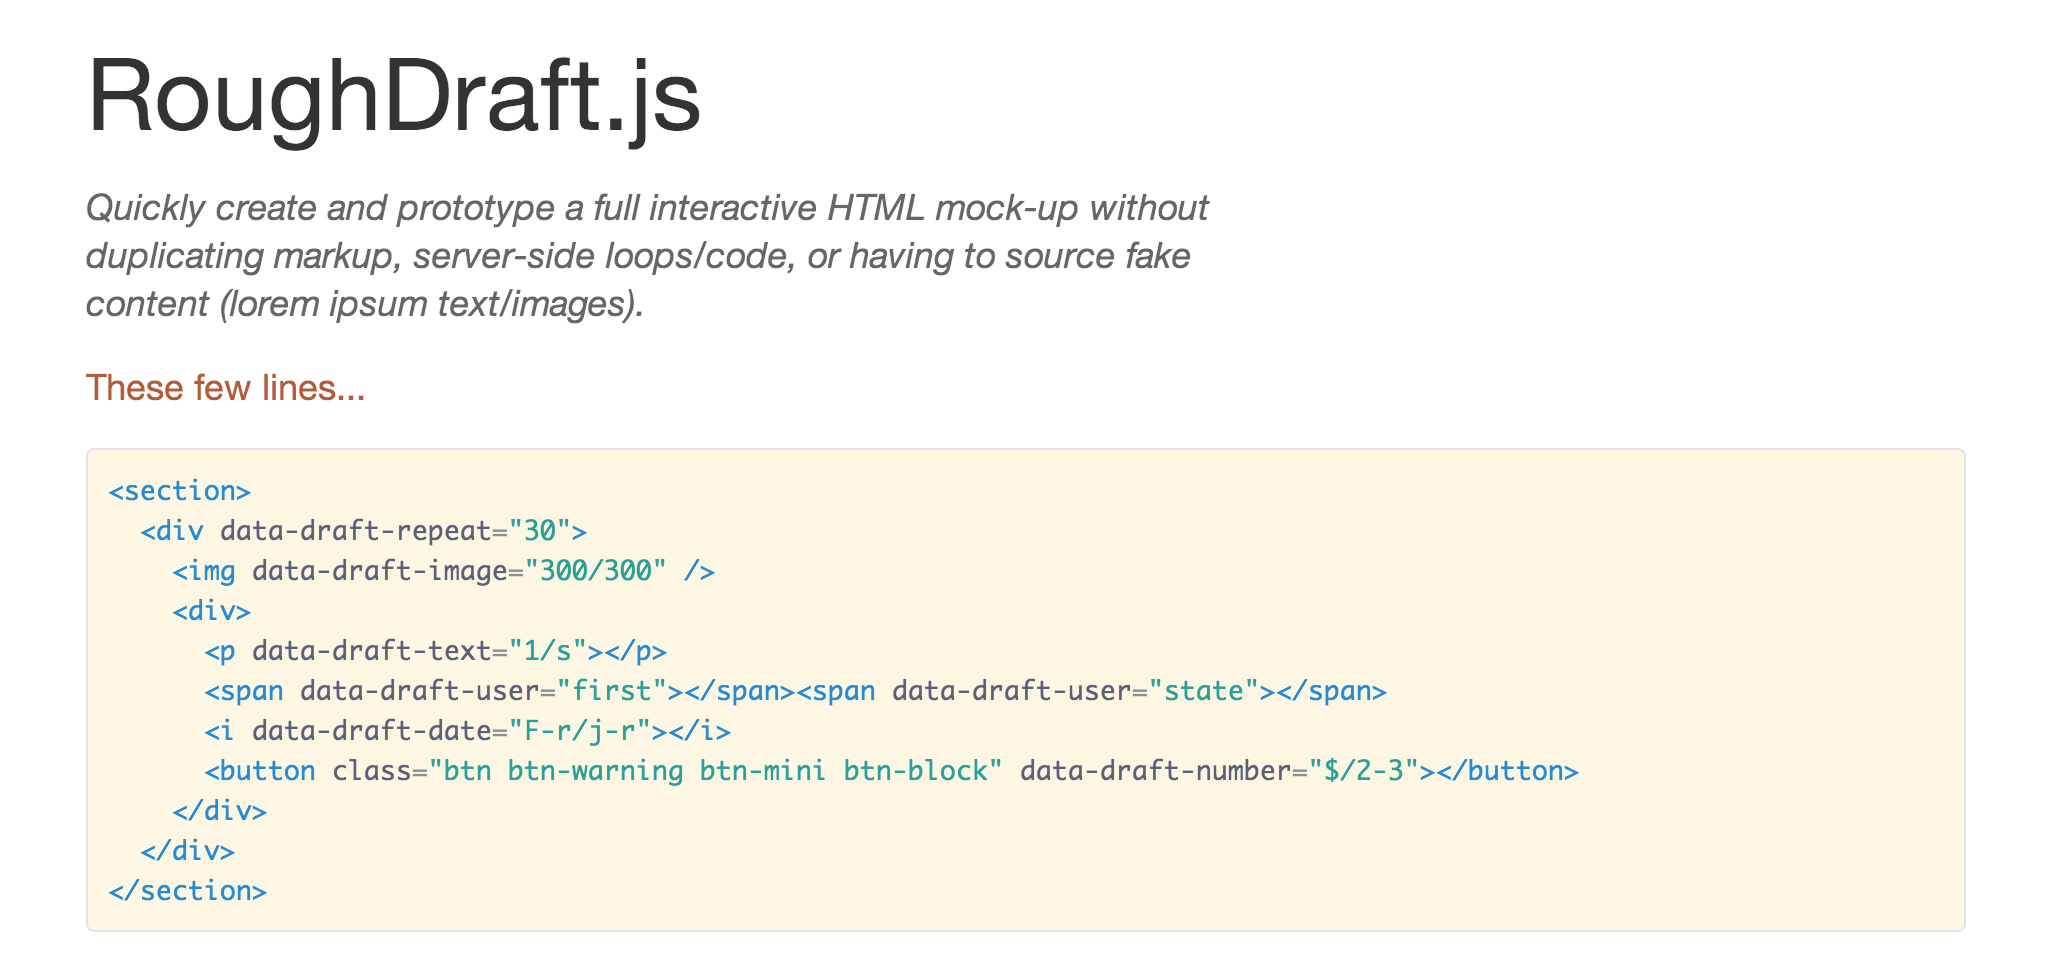 RoughDraft.js
Quickly create and prototype a full interactive HTML mock-up without
duplicating markup, server-side loops/code, or having to source fake
content (lorem ipsum text/images).
These few lines...
<section>
  <div data-draft-repeat="30">
    <img data-draft-image="300/300" />
    <div>
      <p data-draft-text="1/s"></p>
      <span data-draft-user="first"></span><span data-draft-user="state"></span>
      <i data-draft-date="F-r/j-r"></i>
      <button class="btn btn-warning btn-mini btn-block" data-draft-number="$/2-3"></button>
    </div>
  </div>
</section>